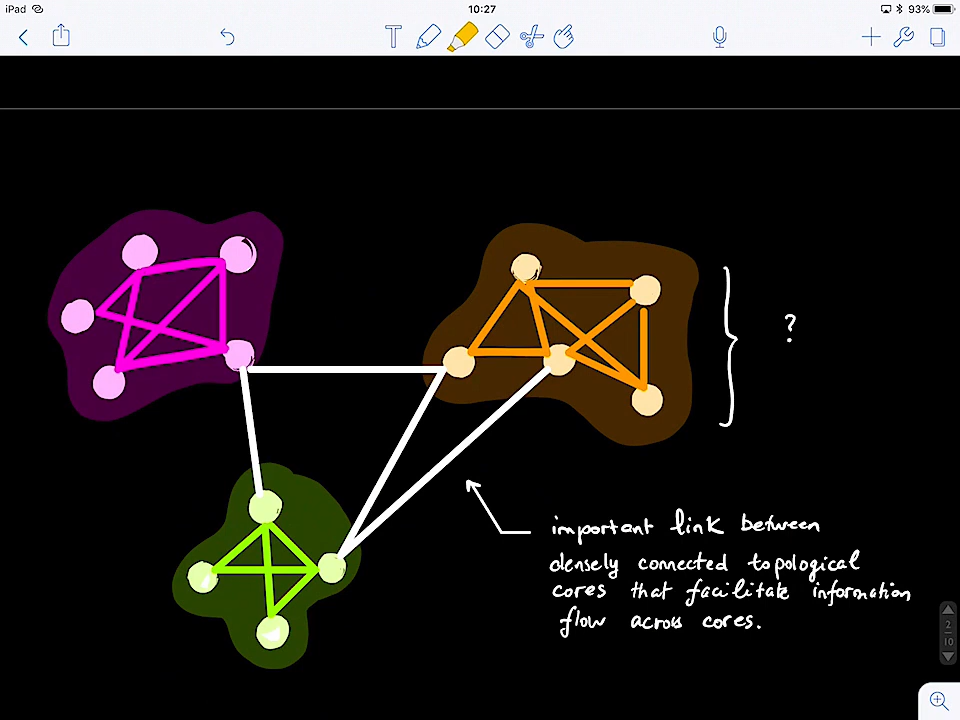 iPad
10:27
93%
T
?
important link between
densely connected topological
cores that facilitate information
flow across cores.
2
10